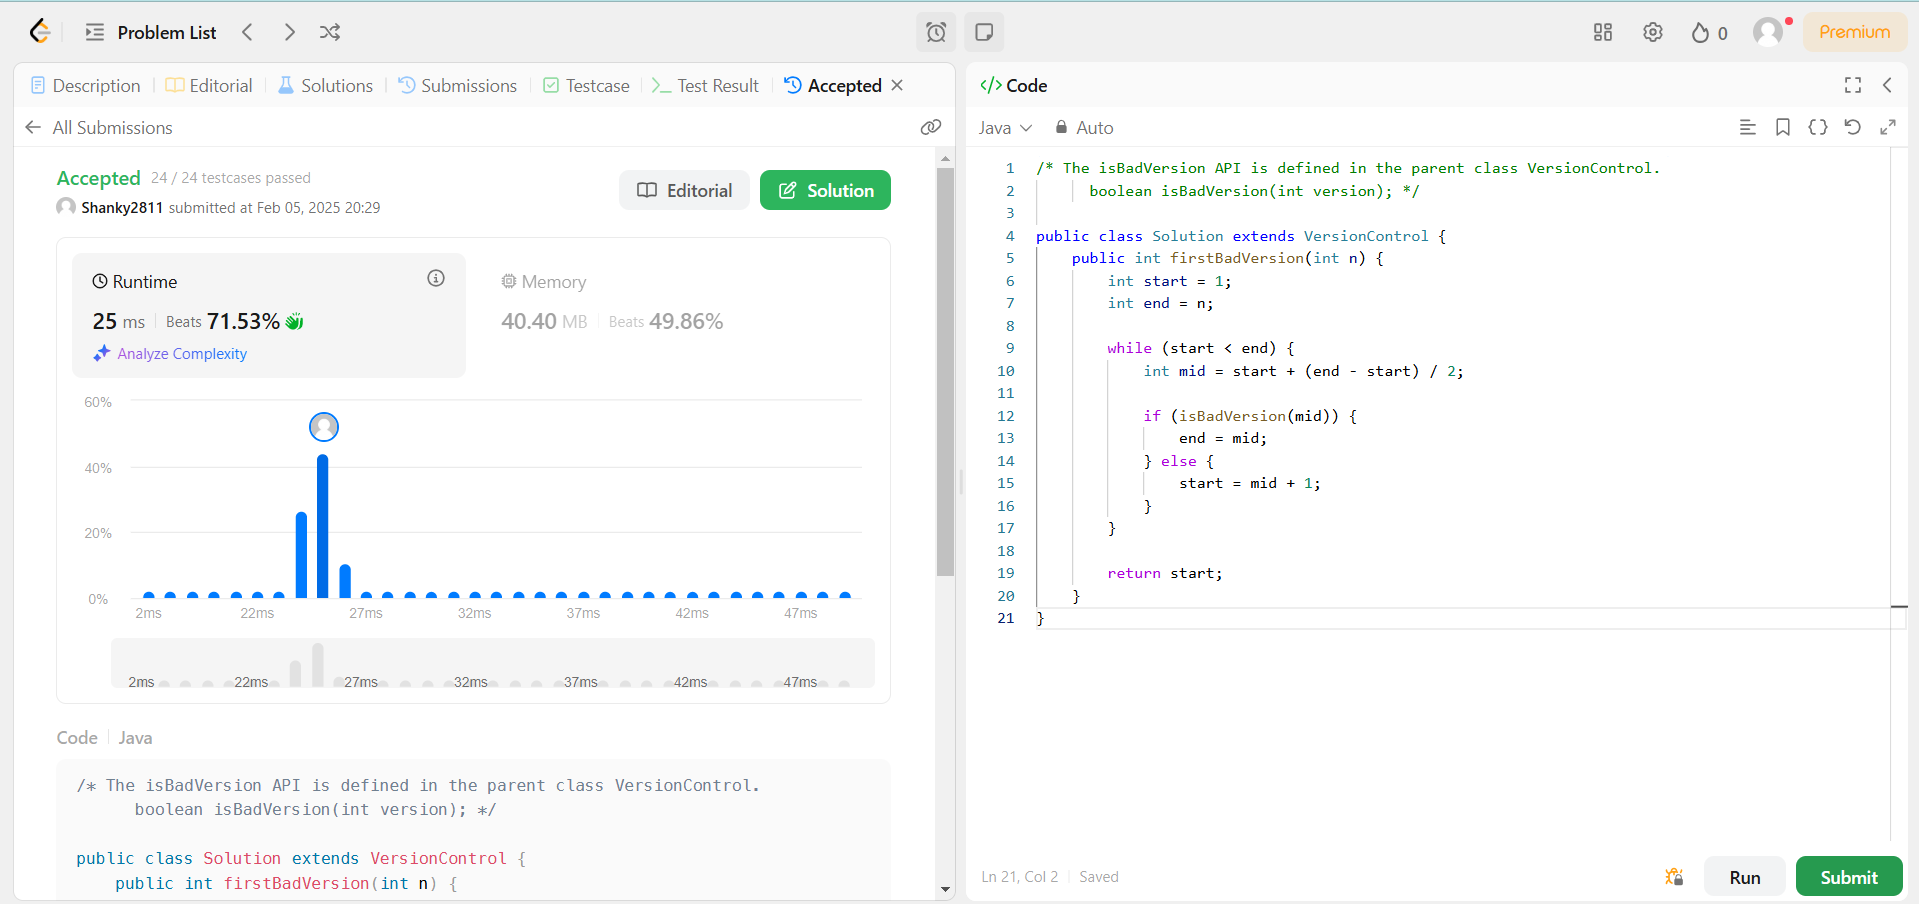 Problem List
0
Premium
Description
Editorial
Solutions
Submissions
Testcase
Test Result
Accepted
All Submissions
Accepted 24 / 24 testcases passed
Shanky2811 submitted at Feb 05, 2025 20:29
Editorial
Solution
Runtime
25 ms Beats 71.53%
Analyze Complexity
Memory
40.40 MB Beats 49.86%
60%
40%
20%
0%
2ms 22ms 27ms 32ms 37ms 42ms 47ms
2ms 22ms 27ms 32ms 37ms 42ms 47ms
Code Java
/* The isBadVersion API is defined in the parent class VersionControl.
boolean isBadVersion(int version); */
public class Solution extends VersionControl {
public int firstBadVersion(int n) {
</> Code
Java Auto
1 /* The isBadVersion API is defined in the parent class VersionControl.
2 boolean isBadVersion(int version); */
3
4 public class Solution extends VersionControl {
5 public int firstBadVersion(int n) {
6 int start = 1;
7 int end = n;
8
9 while (start < end) {
10 int mid = start + (end - start) / 2;
11
12 if (isBadVersion(mid)) {
13 end = mid;
14 } else {
15 start = mid + 1;
16 }
17 }
18
19 return start;
20 }
21 }
Ln 21, Col 2 Saved
Run
Submit